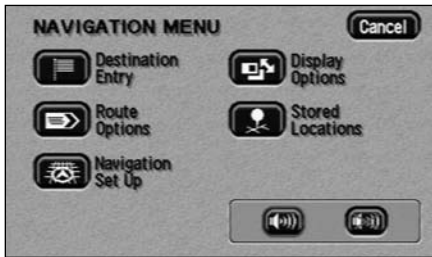 NAVIGATION MENU
Cancel
Destination
Entry
Display
Options
Route
Options
Stored
Locations
Navigation
Set Up